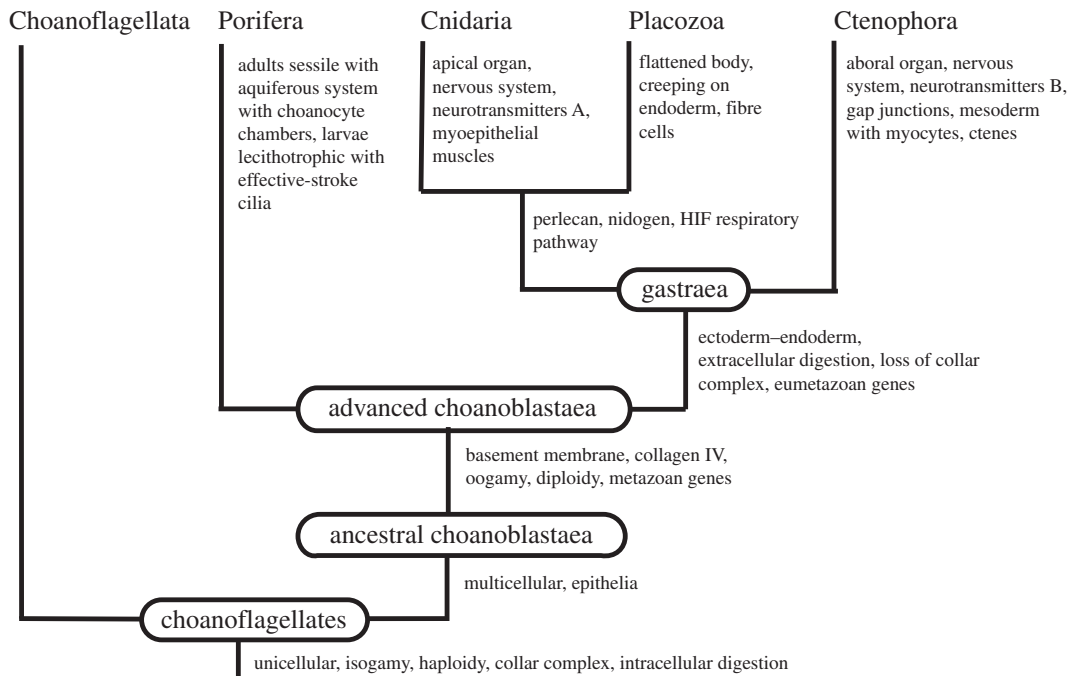 Choanoflagellata Porifera Cnidaria Placozoa Ctenophora
adults sessile with
aquiferous system
with choanocyte
chambers, larvae
lecithotrophic with
effective-stroke
cilia
apical organ,
nervous system,
neurotransmitters A,
myoepithelial
muscles
flattened body,
creeping on
endoderm, fibre
cells
aboral organ, nervous
system, neurotransmitters B,
gap junctions, mesoderm
with myocytes, ctenes
perlecan, nidogen, HIF respiratory
pathway
gastraea
ectoderm–endoderm,
extracellular digestion, loss of collar
complex, eumetazoan genes
advanced choanoblastaea
basement membrane, collagen IV,
oogamy, diploidy, metazoan genes
ancestral choanoblastaea
multicellular, epithelia
choanoflagellates
unicellular, isogamy, haploidy, collar complex, intracellular digestion